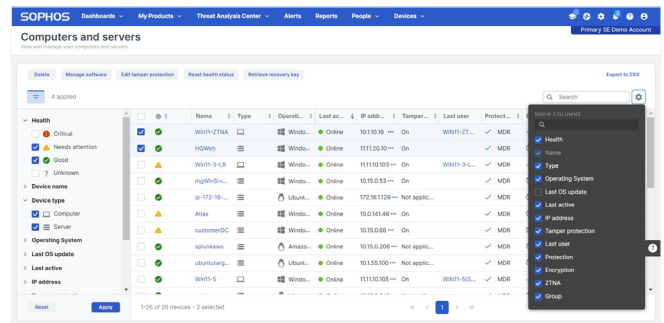 SOPHOS Dashboards My Products Threat Analysis Center Alerts Reports People Devices
Primary SE Demo Account
Computers and servers
View and manage your computers and servers
Delete Manage software Edit tamper protection Reset health status Retrieve recovery key Export to CSV
4 applied Search
Name Type Operati... Last ac... IP addr... Tamper... Last user Protect...
Win11-ZTNA Windo... Online 10.1.10.16 ••• On WIN11-ZT... MDR
HQWeb Windo... Online 11.11.20.10 ••• On MDR
Win11-3-LR Windo... Online 11.11.10.103 ••• On WIN11-3-L... MDR
mgWinSrv... Windo... Online 10.15.0.53 ••• On MDR
ip-172-16-... Ubunt... Online 172.16.1.129 ••• Not applic... MDR
Atlas Windo... Online 10.0.141.46 ••• On MDR
customerDC Windo... Online 10.15.0.68 ••• On MDR
splunkaws Amazo... Online 10.15.0.206 ••• Not applic... MDR
ubuntutarg... Ubunt... Online 10.1.55.100 ••• Not applic... MDR
Win11-5 Windo... Online 11.11.10.105 ••• On WIN11-5\S... MDR
Health
Critical
Needs attention
Good
? Unknown
Device name
Device type
Computer
Server
Operating System
Last OS update
Last active
IP address
Reset Apply
1-26 of 26 devices - 2 selected
« < 1 > »
SHOW COLUMNS
Health
Name
Type
Operating System
Last OS update
Last active
IP address
Tamper protection
Last user
Protection
Encryption
ZTNA
Group
?